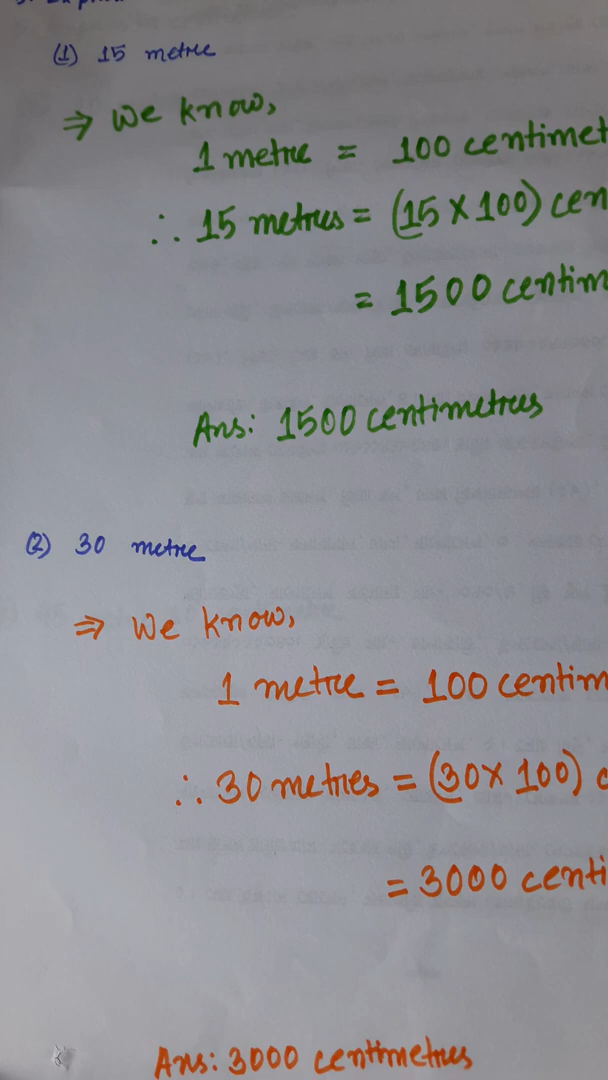 (1) 15 metre
⇒ We know,
1 metre = 100 centimet
∴ 15 metres = (15 × 100) cen
= 1500 centim
Ans: 1500 centimetres
(2) 30 metre
⇒ We know,
1 metre = 100 centim
∴ 30 metres = (30 × 100) c
= 3000 centi
Ans: 3000 centimetres